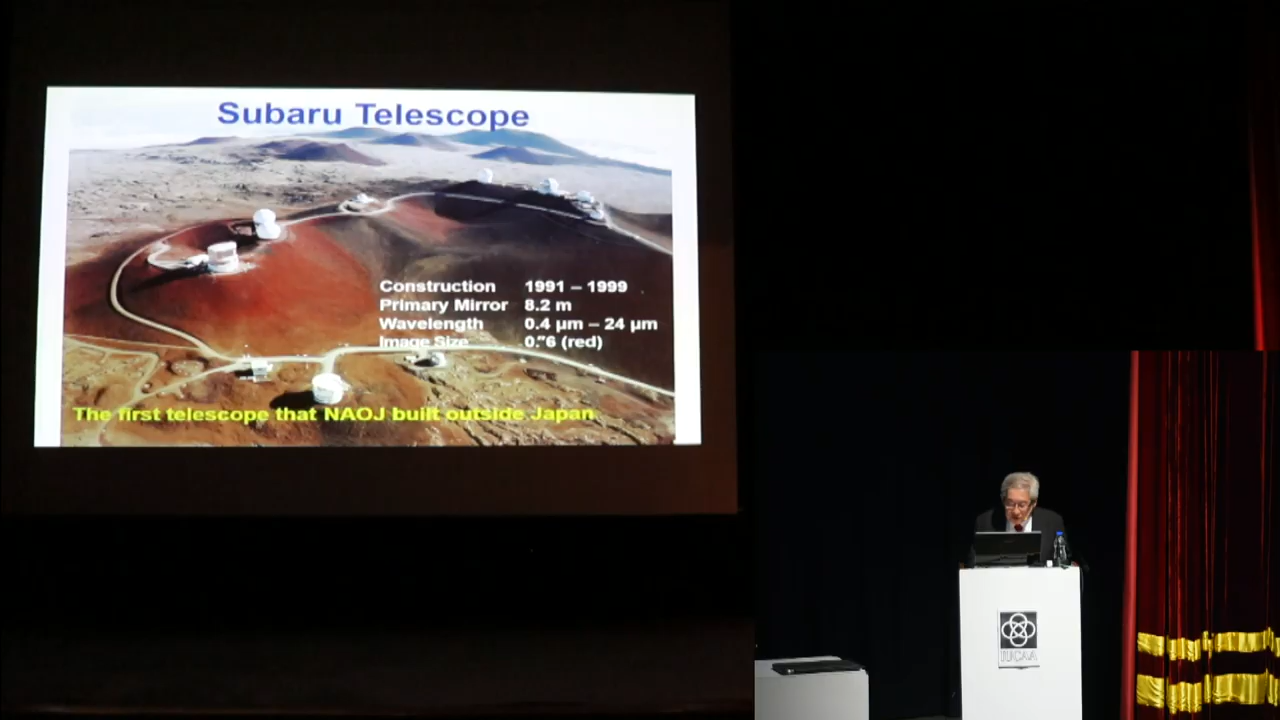 Subaru Telescope
Construction 1991 – 1999
Primary Mirror 8.2 m
Wavelength 0.4 µm – 24 µm
Image Size 0.″6 (red)
The first telescope that NAOJ built outside Japan
IUCAA